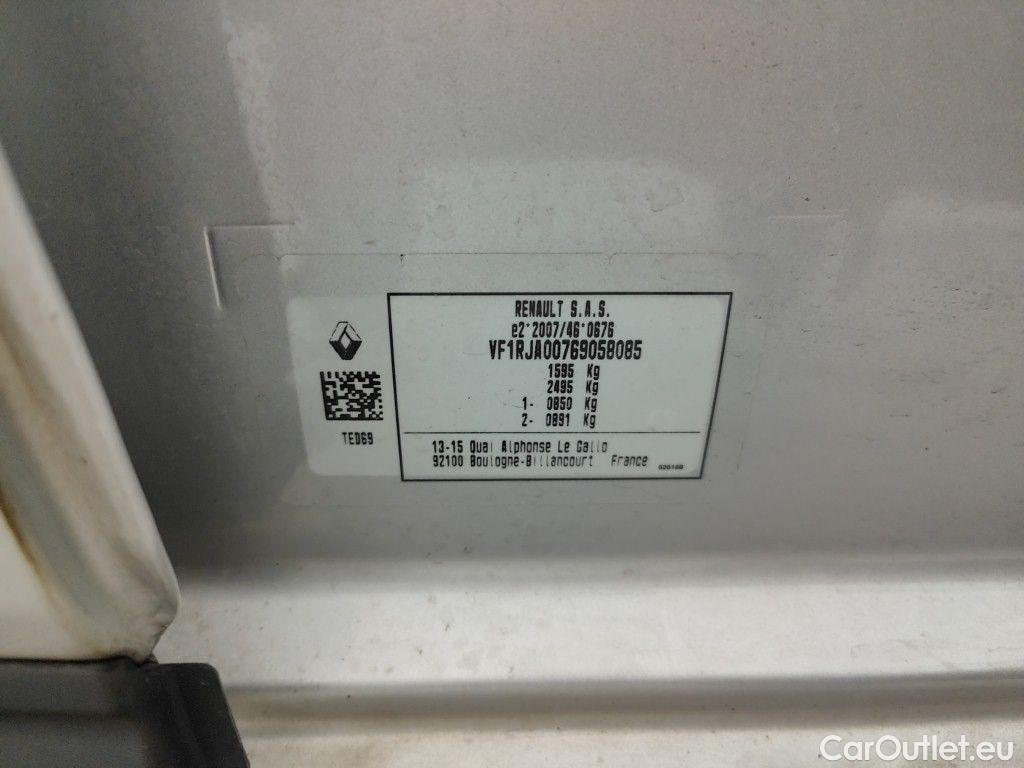 RENAULT S.A.S.
e2*2007/46*0676
VF1RJA00769058085
1595 Kg
2495 Kg
1- 0850 Kg
2- 0891 Kg
TED69
13-15 Quai Alphonse Le Gallo
92100 Boulogne-Billancourt France
CarOutlet.eu